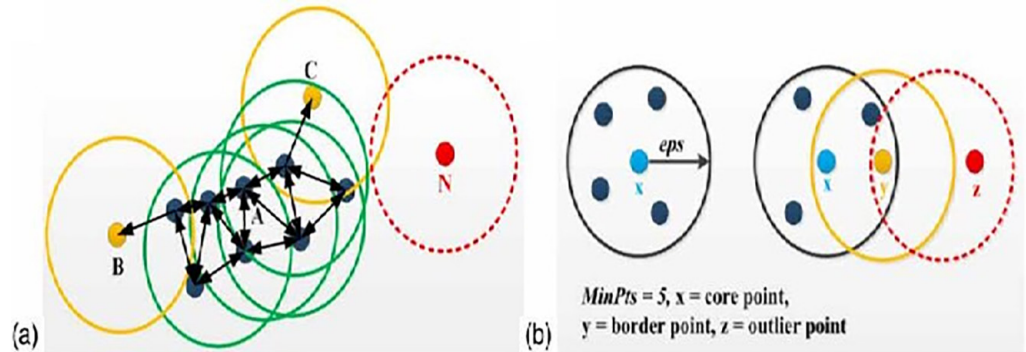 C
N
A
B
(a)
eps
x
x
y
z
MinPts = 5, x = core point,
y = border point, z = outlier point
(b)